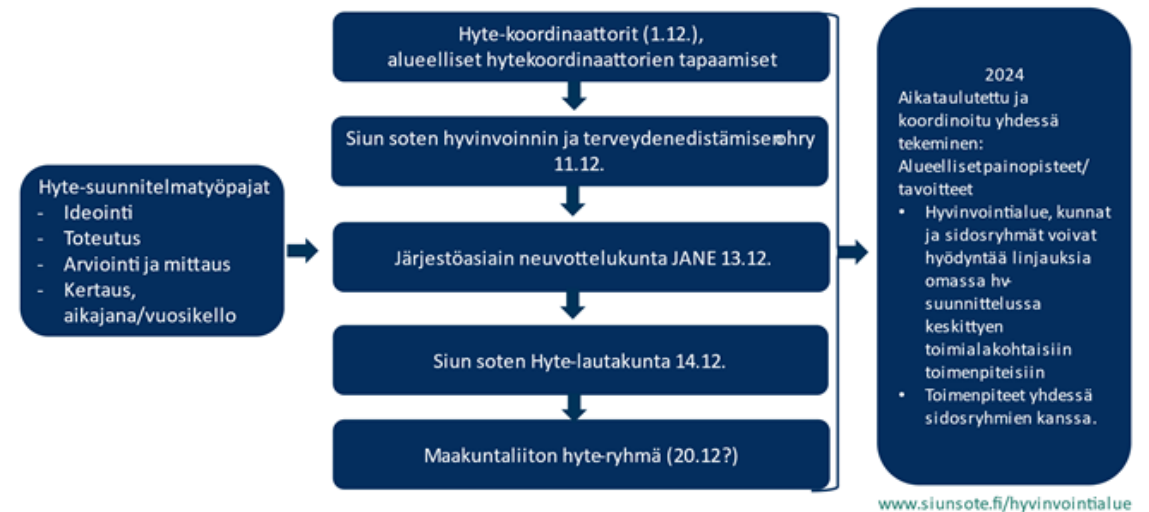 Hyte-suunnitelmatyöpajat
- Ideointi
- Toteutus
- Arviointi ja mittaus
- Kertaus,
aikajana/vuosikello
Hyte-koordinaattorit (1.12.),
alueelliset hytekoordinaattorien tapaamiset
Siun soten hyvinvoinnin ja terveydenedistämisen ohry
11.12.
Järjestöasiain neuvottelukunta JANE 13.12.
Siun soten Hyte-lautakunta 14.12.
Maakuntaliiton hyte-ryhmä (20.12?)
2024
Aikataulutettu ja
koordinoitu yhdessä
tekeminen:
Alueellisetpainopisteet/
tavoitteet
• Hyvinvointialue, kunnat
ja sidosryhmät voivat
hyödyntää linjauksia
omassa hv-
suunnittelussa
keskittyen
toimialakohtaisiin
toimenpiteisiin
• Toimenpiteet yhdessä
sidosryhmien kanssa.
www.siunsote.fi/hyvinvointialue